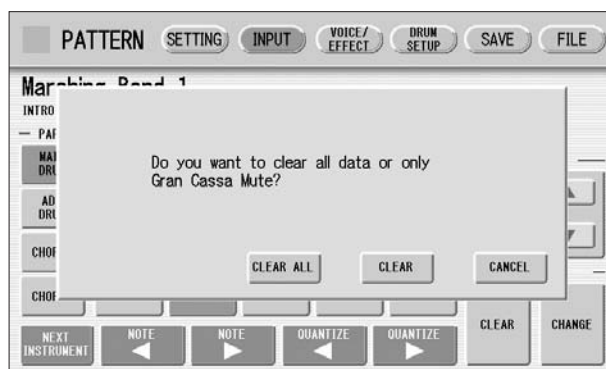 PATTERN SETTING INPUT VOICE/ EFFECT DRUM SETUP SAVE FILE
INTRO
Do you want to clear all data or only
Gran Cassa Mute?
CLEAR ALL CLEAR CANCEL
NEXT INSTRUMENT NOTE NOTE QUANTIZE QUANTIZE CLEAR CHANGE